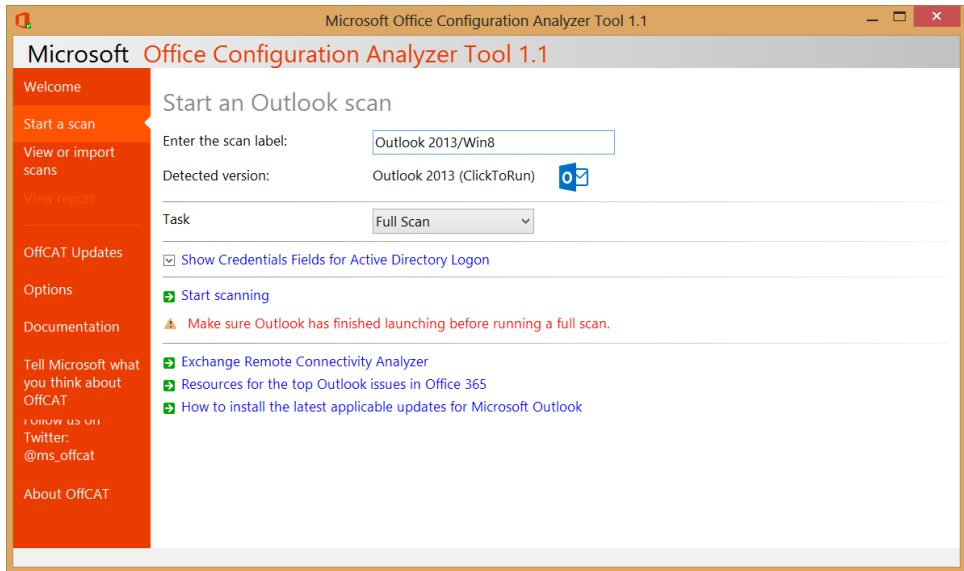 Microsoft Office Configuration Analyzer Tool 1.1
Microsoft Office Configuration Analyzer Tool 1.1
Welcome
Start a scan
View or import
scans
View report
OffCAT Updates
Options
Documentation
Tell Microsoft what
you think about
OffCAT
Follow us on
Twitter:
@ms_offcat
About OffCAT
Start an Outlook scan
Enter the scan label:
Outlook 2013/Win8
Detected version:
Outlook 2013 (ClickToRun)
Task
Full Scan
Show Credentials Fields for Active Directory Logon
Start scanning
Make sure Outlook has finished launching before running a full scan.
Exchange Remote Connectivity Analyzer
Resources for the top Outlook issues in Office 365
How to install the latest applicable updates for Microsoft Outlook